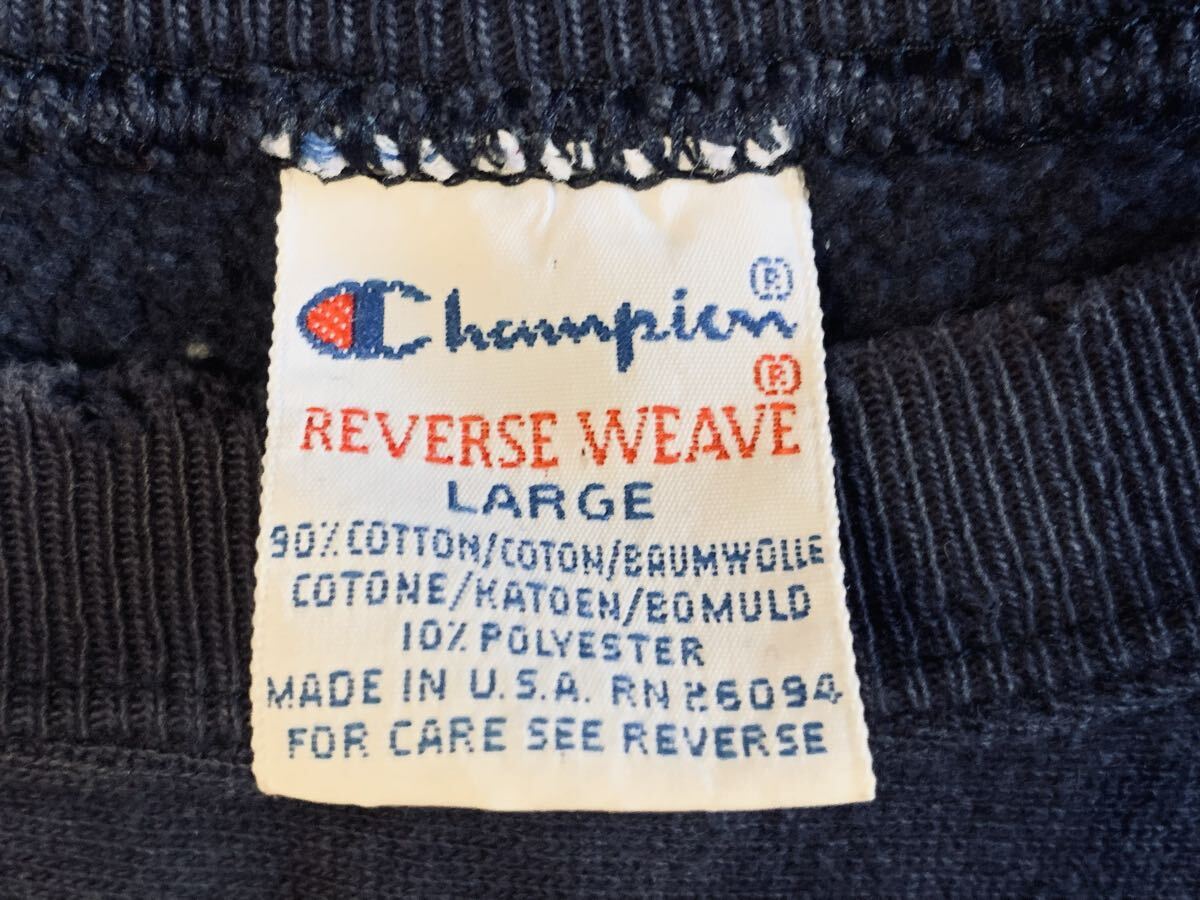 Champion®
REVERSE WEAVE®
LARGE
90% COTTON/COTON/BAUMWOLLE
COTONE/KATOEN/BOMULD
10% POLYESTER
MADE IN U.S.A. RN 26094
FOR CARE SEE REVERSE